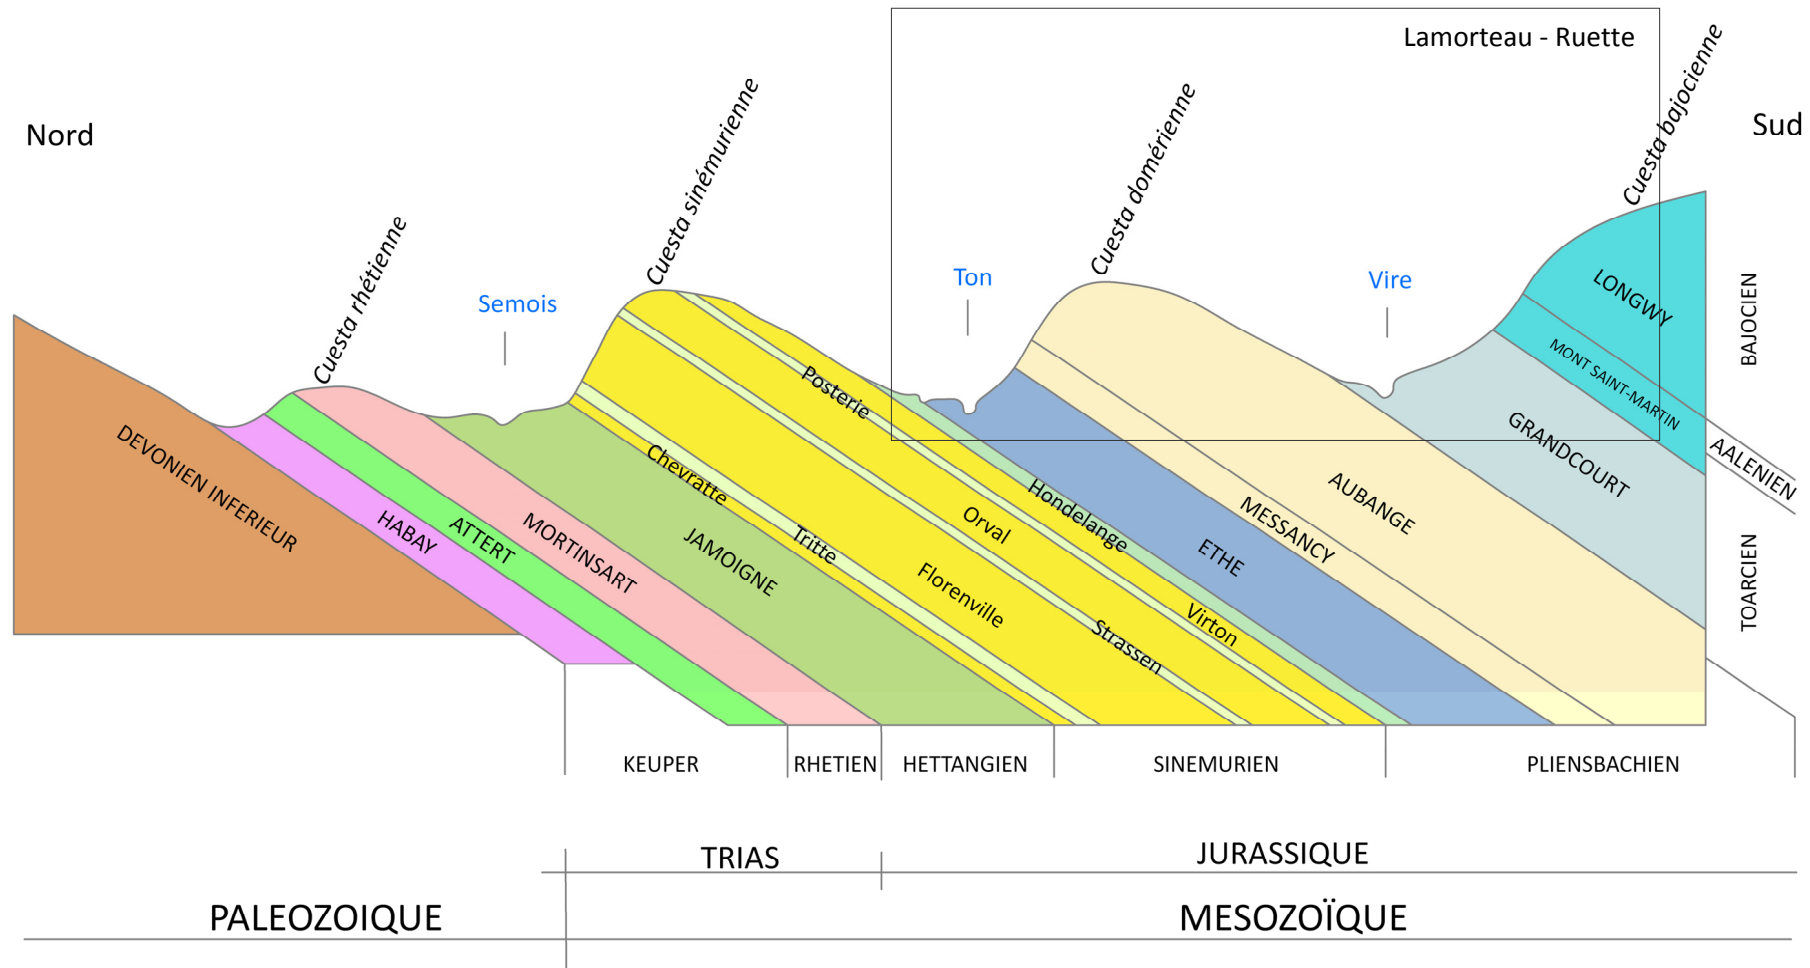 Lamorteau - Ruette
Nord
Sud
Cuesta rhétienne
Cuesta sinémurienne
Cuesta domérienne
Cuesta bajocienne
Semois
Ton
Vire
DEVONIEN INFERIEUR
HABAY
ATTERT
MORTINSART
JAMOIGNE
Chevratte
Tritte
Florenville
Strassen
Orval
Posterie
Virton
Hondelange
ETHE
MESSANCY
AUBANGE
GRANDCOURT
MONT SAINT-MARTIN
LONGWY
BAJOCIEN
AALENIEN
TOARCIEN
KEUPER
RHETIEN
HETTANGIEN
SINEMURIEN
PLIENSBACHIEN
TRIAS
JURASSIQUE
PALEOZOIQUE
MESOZOÏQUE